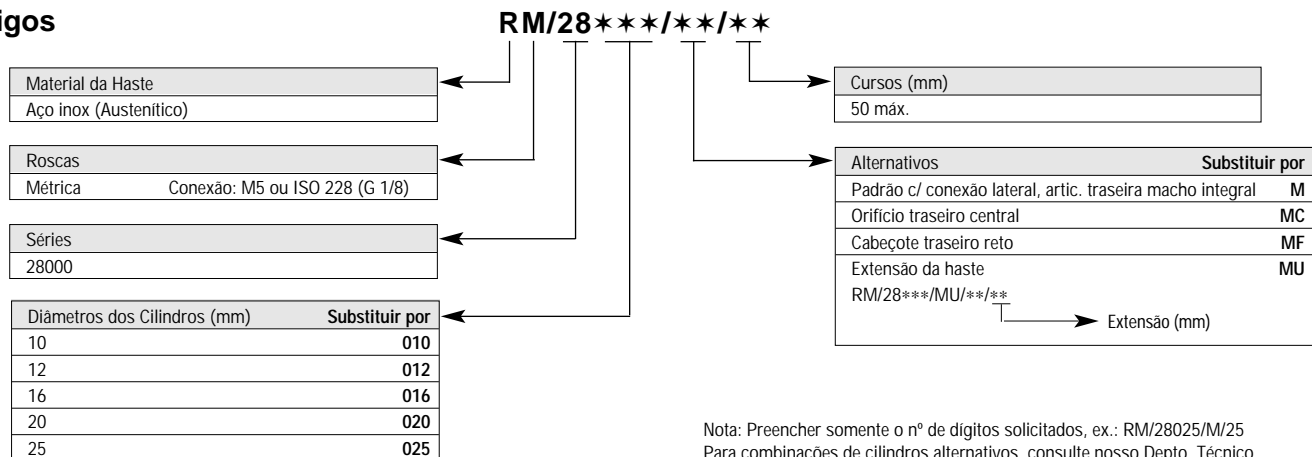 RM/28✶✶✶/✶✶/✶✶
Material da Haste
Aço inox (Austenítico)
Roscas
Métrica Conexão: M5 ou ISO 228 (G 1/8)
Séries
28000
Diâmetros dos Cilindros (mm) Substituir por
10 010
12 012
16 016
20 020
25 025
Cursos (mm)
50 máx.
Alternativos Substituir por
Padrão c/ conexão lateral, artic. traseira macho integral M
Orifício traseiro central MC
Cabeçote traseiro reto MF
Extensão da haste MU
RM/28***/MU/**/**
Extensão (mm)
Nota: Preencher somente o nº de dígitos solicitados, ex.: RM/28025/M/25
Para combinações de cilindros alternativos, consulte nosso Depto. Técnico